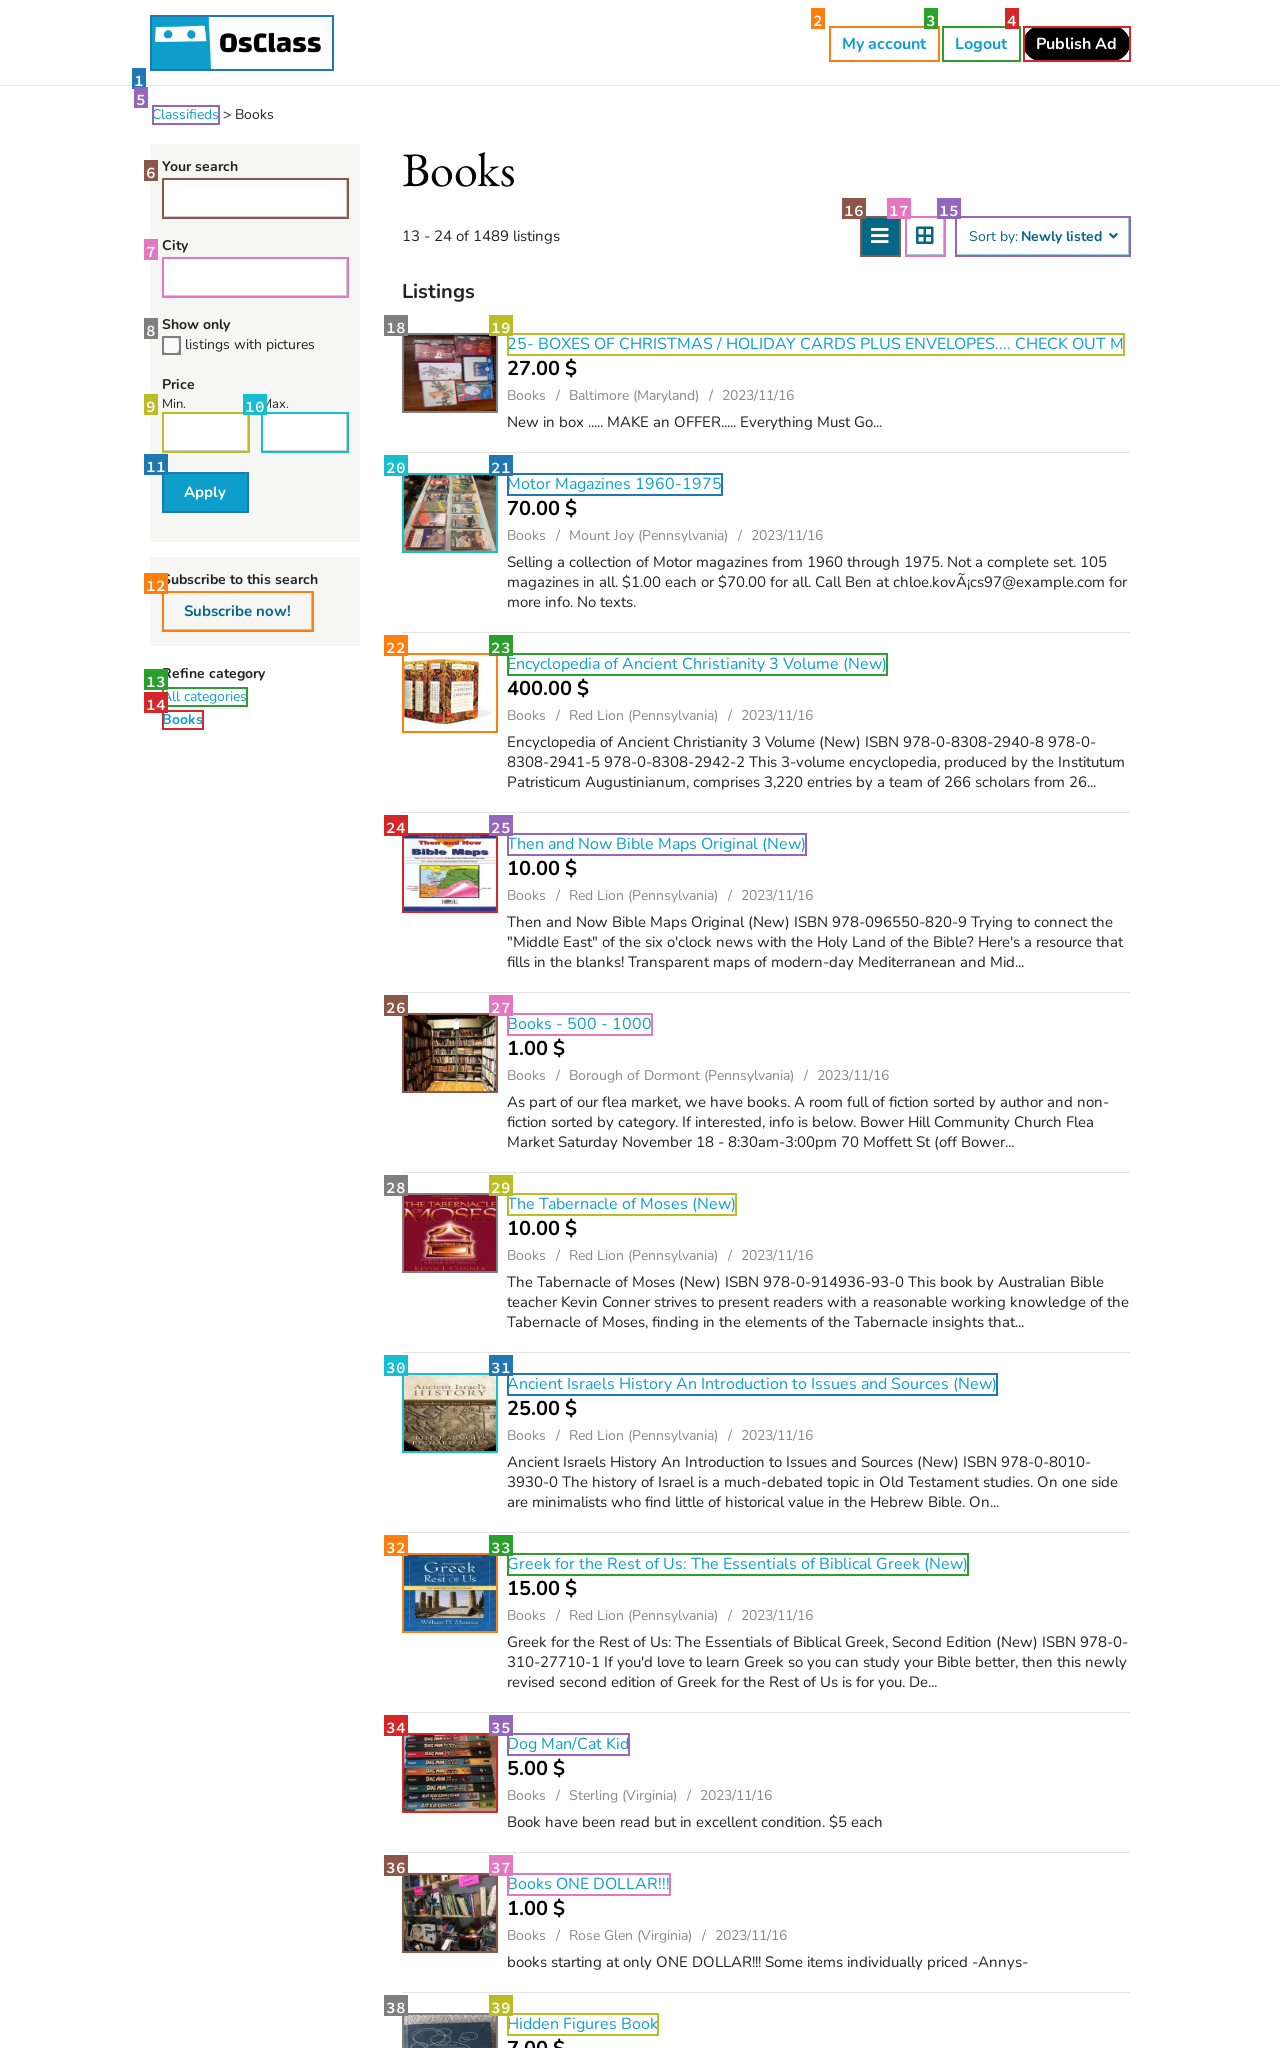 OsClass
2
My account
3
Logout
4
Publish Ad
1
5
Classifieds > Books
6
Your search
7
City
8
Show only
listings with pictures
Price
9
Min.
10
Max.
11
Apply
12
Subscribe to this search
Subscribe now!
Refine category
13
All categories
14
Books
Books
13 - 24 of 1489 listings
16
17
15
Sort by: Newly listed
Listings
18
19
25- BOXES OF CHRISTMAS / HOLIDAY CARDS PLUS ENVELOPES.... CHECK OUT M
27.00 $
Books / Baltimore (Maryland) / 2023/11/16
New in box ..... MAKE an OFFER..... Everything Must Go...
20
21
Motor Magazines 1960-1975
70.00 $
Books / Mount Joy (Pennsylvania) / 2023/11/16
Selling a collection of Motor magazines from 1960 through 1975. Not a complete set. 105
magazines in all. $1.00 each or $70.00 for all. Call Ben at chloe.kovÃ¡cs97@example.com for
more info. No texts.
22
23
Encyclopedia of Ancient Christianity 3 Volume (New)
400.00 $
Books / Red Lion (Pennsylvania) / 2023/11/16
Encyclopedia of Ancient Christianity 3 Volume (New) ISBN 978-0-8308-2940-8 978-0-
8308-2941-5 978-0-8308-2942-2 This 3-volume encyclopedia, produced by the Institutum
Patristicum Augustinianum, comprises 3,220 entries by a team of 266 scholars from 26...
24
Then and Now
Bible Maps
25
Then and Now Bible Maps Original (New)
10.00 $
Books / Red Lion (Pennsylvania) / 2023/11/16
Then and Now Bible Maps Original (New) ISBN 978-096550-820-9 Trying to connect the
"Middle East" of the six o'clock news with the Holy Land of the Bible? Here's a resource that
fills in the blanks! Transparent maps of modern-day Mediterranean and Mid...
26
27
Books - 500 - 1000
1.00 $
Books / Borough of Dormont (Pennsylvania) / 2023/11/16
As part of our flea market, we have books. A room full of fiction sorted by author and non-
fiction sorted by category. If interested, info is below. Bower Hill Community Church Flea
Market Saturday November 18 - 8:30am-3:00pm 70 Moffett St (off Bower...
28
THE TABERNACLE
MOSES
KEVIN J. CONNER
29
The Tabernacle of Moses (New)
10.00 $
Books / Red Lion (Pennsylvania) / 2023/11/16
The Tabernacle of Moses (New) ISBN 978-0-914936-93-0 This book by Australian Bible
teacher Kevin Conner strives to present readers with a reasonable working knowledge of the
Tabernacle of Moses, finding in the elements of the Tabernacle insights that...
30
Ancient Israel's
HISTORY
31
Ancient Israels History An Introduction to Issues and Sources (New)
25.00 $
Books / Red Lion (Pennsylvania) / 2023/11/16
Ancient Israels History An Introduction to Issues and Sources (New) ISBN 978-0-8010-
3930-0 The history of Israel is a much-debated topic in Old Testament studies. On one side
are minimalists who find little of historical value in the Hebrew Bible. On...
32
Greek
Rest of Us
William D. Mounce
33
Greek for the Rest of Us: The Essentials of Biblical Greek (New)
15.00 $
Books / Red Lion (Pennsylvania) / 2023/11/16
Greek for the Rest of Us: The Essentials of Biblical Greek, Second Edition (New) ISBN 978-0-
310-27710-1 If you'd love to learn Greek so you can study your Bible better, then this newly
revised second edition of Greek for the Rest of Us is for you. De...
34
DOG MAN
DOG MAN
35
Dog Man/Cat Kid
5.00 $
Books / Sterling (Virginia) / 2023/11/16
Book have been read but in excellent condition. $5 each
36
37
Books ONE DOLLAR!!!
1.00 $
Books / Rose Glen (Virginia) / 2023/11/16
books starting at only ONE DOLLAR!!! Some items individually priced -Annys-
38
39
Hidden Figures Book
7.00 $